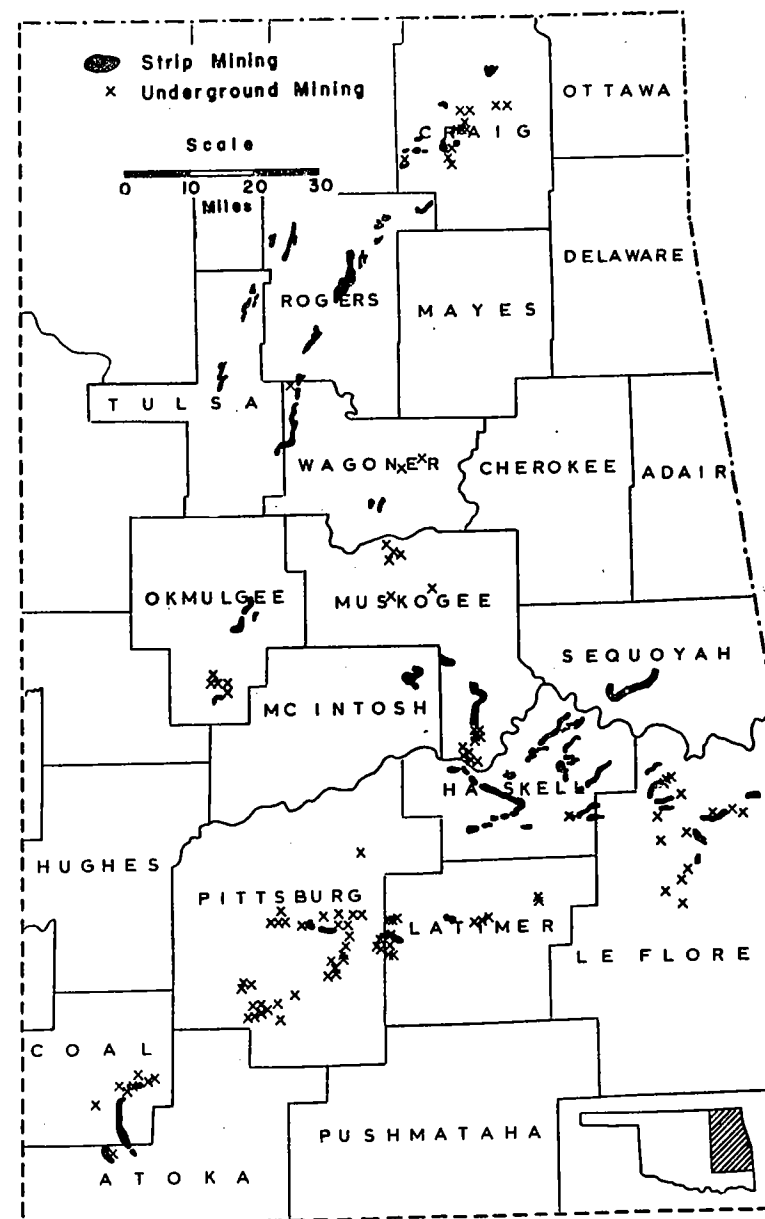 Strip Mining
x Underground Mining
OTTAWA
CRAIG
Scale
0 10 20 30
Miles
DELAWARE
ROGERS
MAYES
TULSA
WAGONER
CHEROKEE
ADAIR
OKMULGEE
MUSKOGEE
SEQUOYAH
MC INTOSH
HASKELL
HUGHES
PITTSBURG
LATIMER
LE FLORE
COAL
PUSHMATAHA
ATOKA